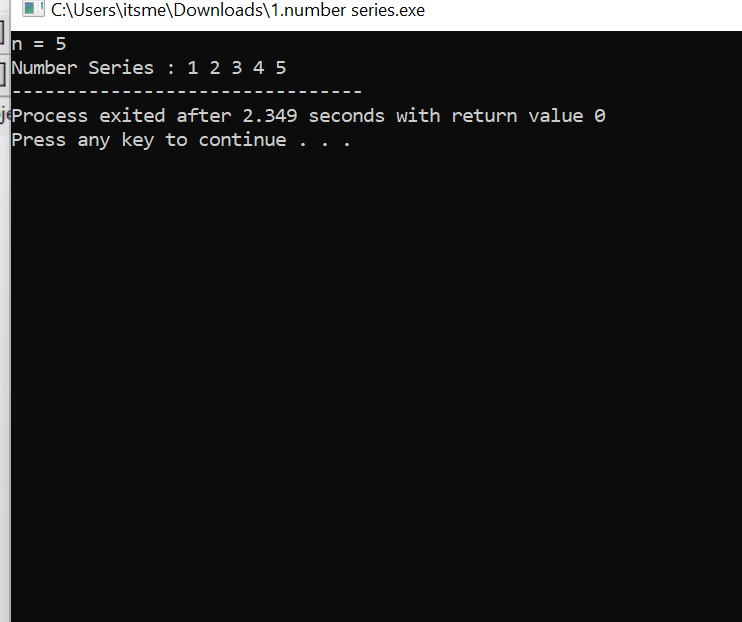 C:\Users\itsme\Downloads\1.number series.exe
n = 5
Number Series : 1 2 3 4 5
--------------------------------
Process exited after 2.349 seconds with return value 0
Press any key to continue . . .